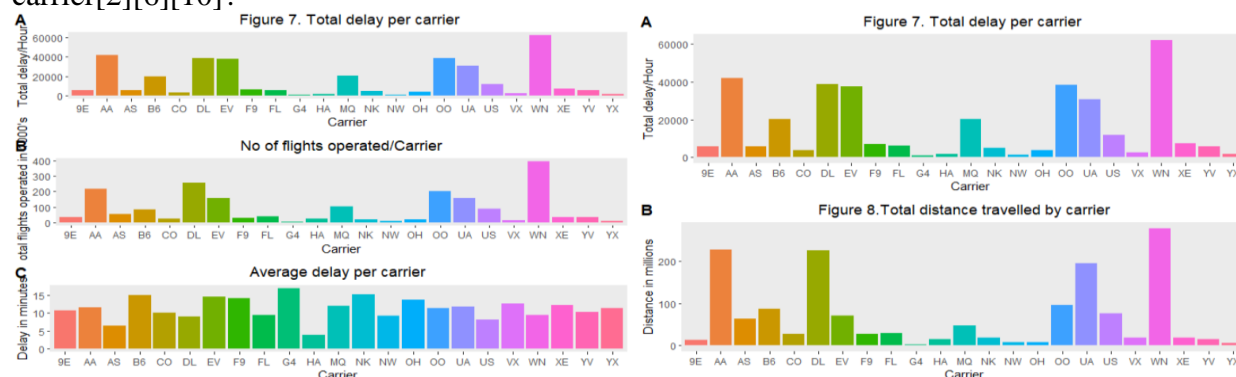 carrier[2][6][10]?
A
Figure 7. Total delay per carrier
Total delay/Hour
60000
40000
20000
0
9E AA AS B6 CO DL EV F9 FL G4 HA MQ NK NW OH OO UA US VX WN XE YV YX
Carrier
B
No of flights operated/Carrier
otal flights operated in 000's
400
300
200
100
0
9E AA AS B6 CO DL EV F9 FL G4 HA MQ NK NW OH OO UA US VX WN XE YV YX
Carrier
C
Average delay per carrier
Delay in minutes
15
10
5
0
9E AA AS B6 CO DL EV F9 FL G4 HA MQ NK NW OH OO UA US VX WN XE YV YX
Carrier
A
Figure 7. Total delay per carrier
Total delay/Hour
60000
40000
20000
0
9E AA AS B6 CO DL EV F9 FL G4 HA MQ NK NW OH OO UA US VX WN XE YV YX
Carrier
B
Figure 8.Total distance travelled by carrier
Distance in millions
200
100
0
9E AA AS B6 CO DL EV F9 FL G4 HA MQ NK NW OH OO UA US VX WN XE YV YX
Carrier